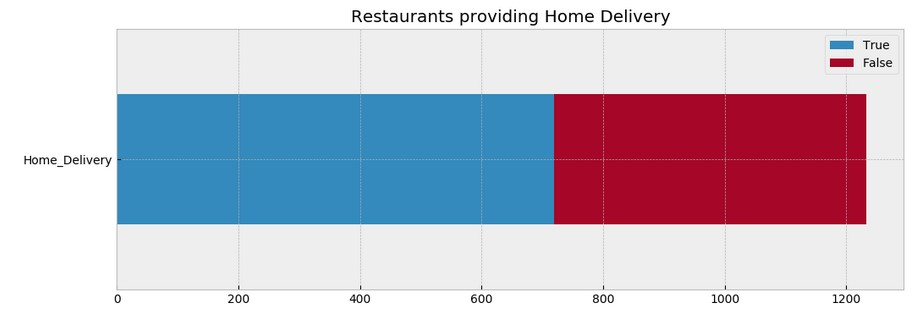 Restaurants providing Home Delivery
True
False
Home_Delivery
0 200 400 600 800 1000 1200